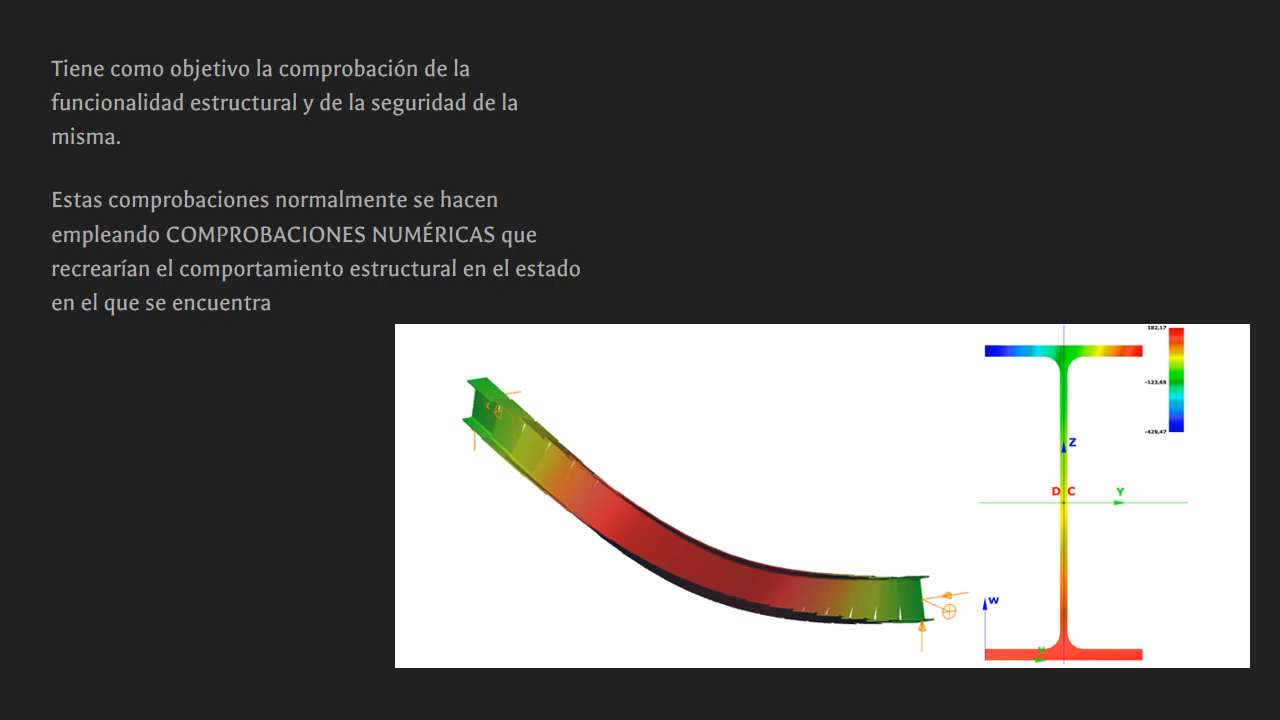 Tiene como objetivo la comprobación de la
funcionalidad estructural y de la seguridad de la
misma.
Estas comprobaciones normalmente se hacen
empleando COMPROBACIONES NUMÉRICAS que
recrearían el comportamiento estructural en el estado
en el que se encuentra
182,17
-123,65
-429,47
Z
D C
Y
W